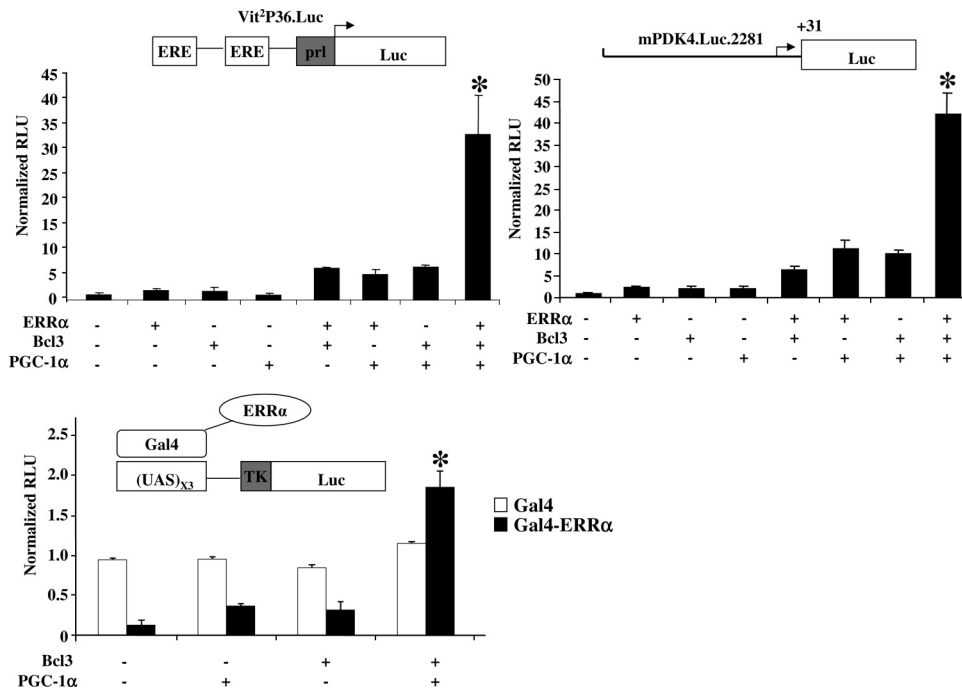 Vit²P36.Luc
ERE ERE prl Luc
Normalized RLU
45
40
35
30
25
20
15
10
5
0
*
ERRα - + - - + + - +
Bcl3 - - + - + - + +
PGC-1α - - - + - + + +
mPDK4.Luc.2281 +31
Luc
Normalized RLU
50
45
40
35
30
25
20
15
10
5
0
*
ERRα - + - - + + - +
Bcl3 - - + - + - + +
PGC-1α - - - + - + + +
ERRα
Gal4
(UAS)X3 TK Luc
Normalized RLU
2.5
2.0
1.5
1.0
0.5
0
*
Gal4
Gal4-ERRα
Bcl3 - - + +
PGC-1α - + - +